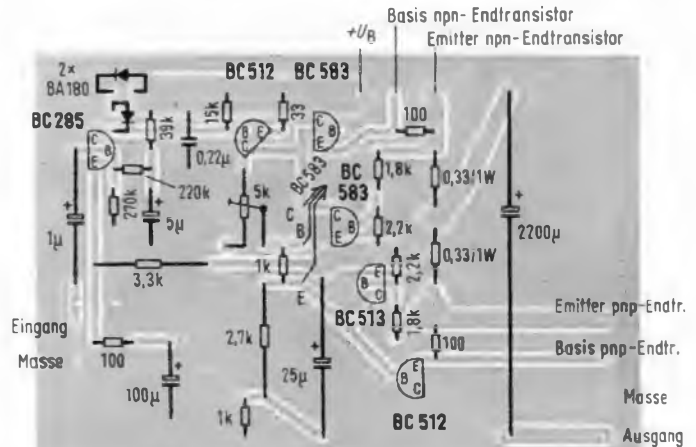 Basis npn-Endtransistor
+U_B Emitter npn-Endtransistor
2x
BA180
BC512 BC583
BC285
39k
15k
33
100
0,22µ
BC583
BC
583
1,8k
0,33/1W
220k
270k
5µ
5k
1µ
2,2k
2200µ
0,33/1W
3,3k
1k
2,2k
BC513
1,8k
Emitter pnp-Endtr.
Eingang
Masse
100
100µ
2,7k
25µ
100
Basis pnp-Endtr.
1k
BC512
Masse
Ausgang
C
B
E
C
B
E
B
C
E
C
B
E
C
B
E
C
B
E
B
E
C
B
E
C
+
+
+
+
+